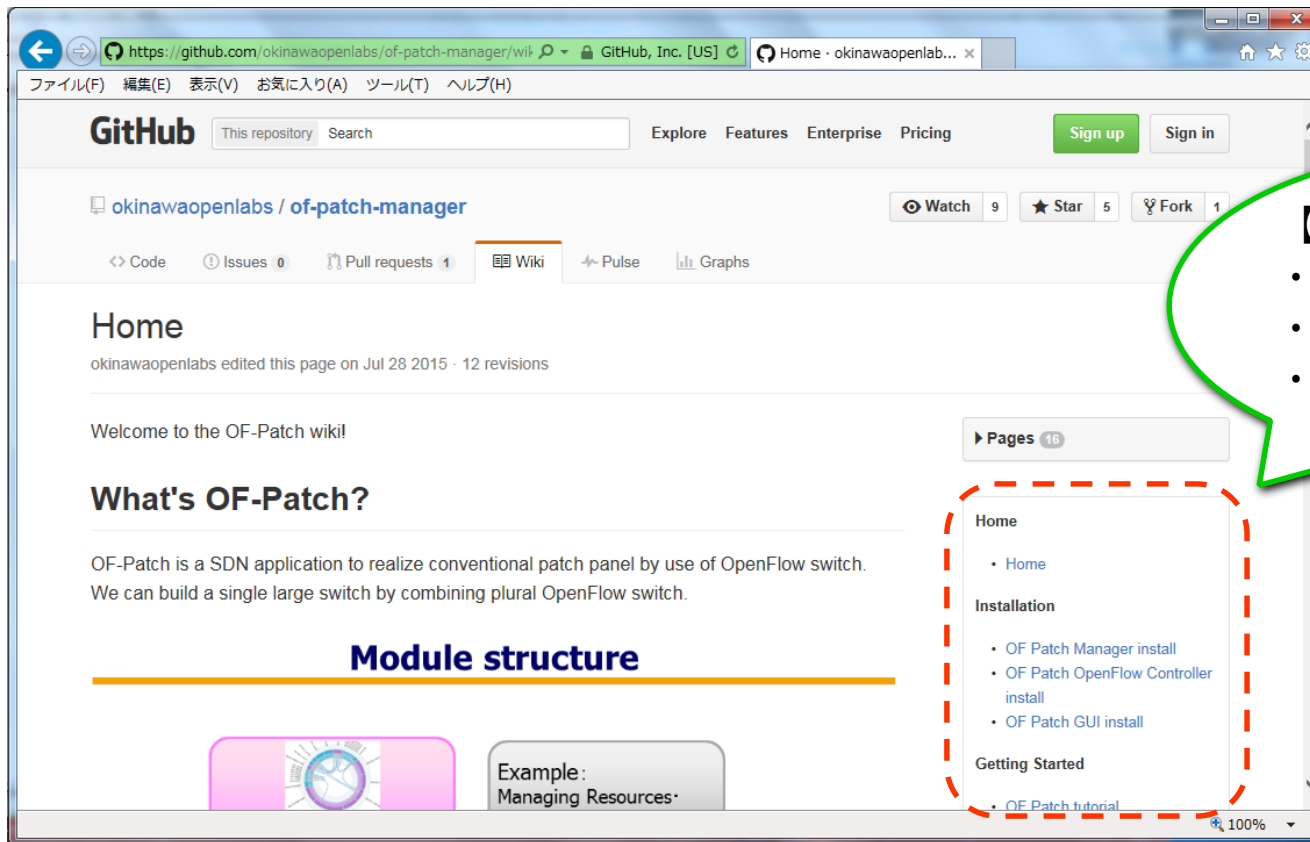 https://github.com/okinawaopenlabs/of-patch-manager/wik GitHub, Inc. [US] Home · okinawaopenlab...
ファイル(F) 編集(E) 表示(V) お気に入り(A) ツール(T) ヘルプ(H)
GitHub This repository Search Explore Features Enterprise Pricing Sign up Sign in
okinawaopenlabs / of-patch-manager Watch 9 Star 5 Fork 1
Code Issues 0 Pull requests 1 Wiki Pulse Graphs
Home
okinawaopenlabs edited this page on Jul 28 2015 · 12 revisions
Welcome to the OF-Patch wiki!
What's OF-Patch?
OF-Patch is a SDN application to realize conventional patch panel by use of OpenFlow switch.
We can build a single large switch by combining plural OpenFlow switch.
Module structure
Example:
Managing Resources·
Pages 16
Home
• Home
Installation
• OF Patch Manager install
• OF Patch OpenFlow Controller
install
• OF Patch GUI install
Getting Started
• OF Patch tutorial
100%